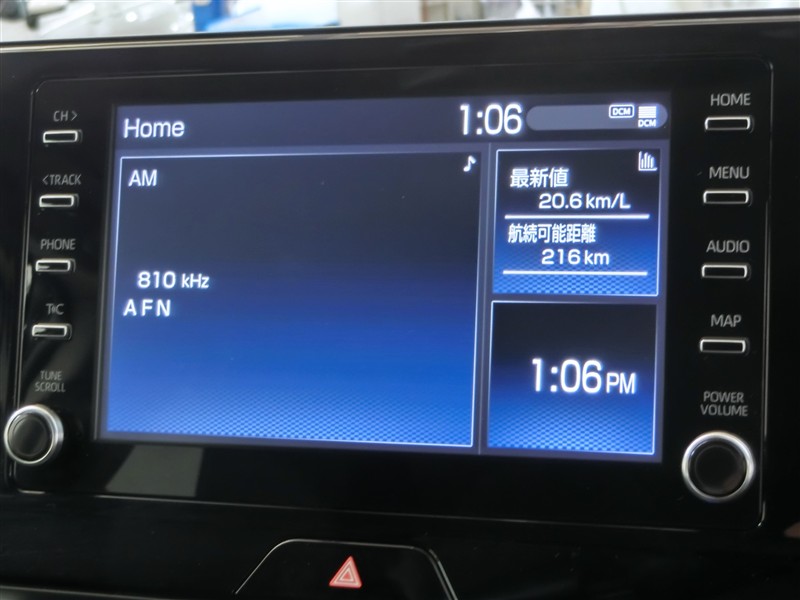 CH >
< TRACK
PHONE
T*C
TUNE
SCROLL
Home
1:06
DCM
DCM
AM
810 kHz
AFN
最新値
20.6 km/L
航続可能距離
216 km
1:06 PM
HOME
MENU
AUDIO
MAP
POWER
VOLUME